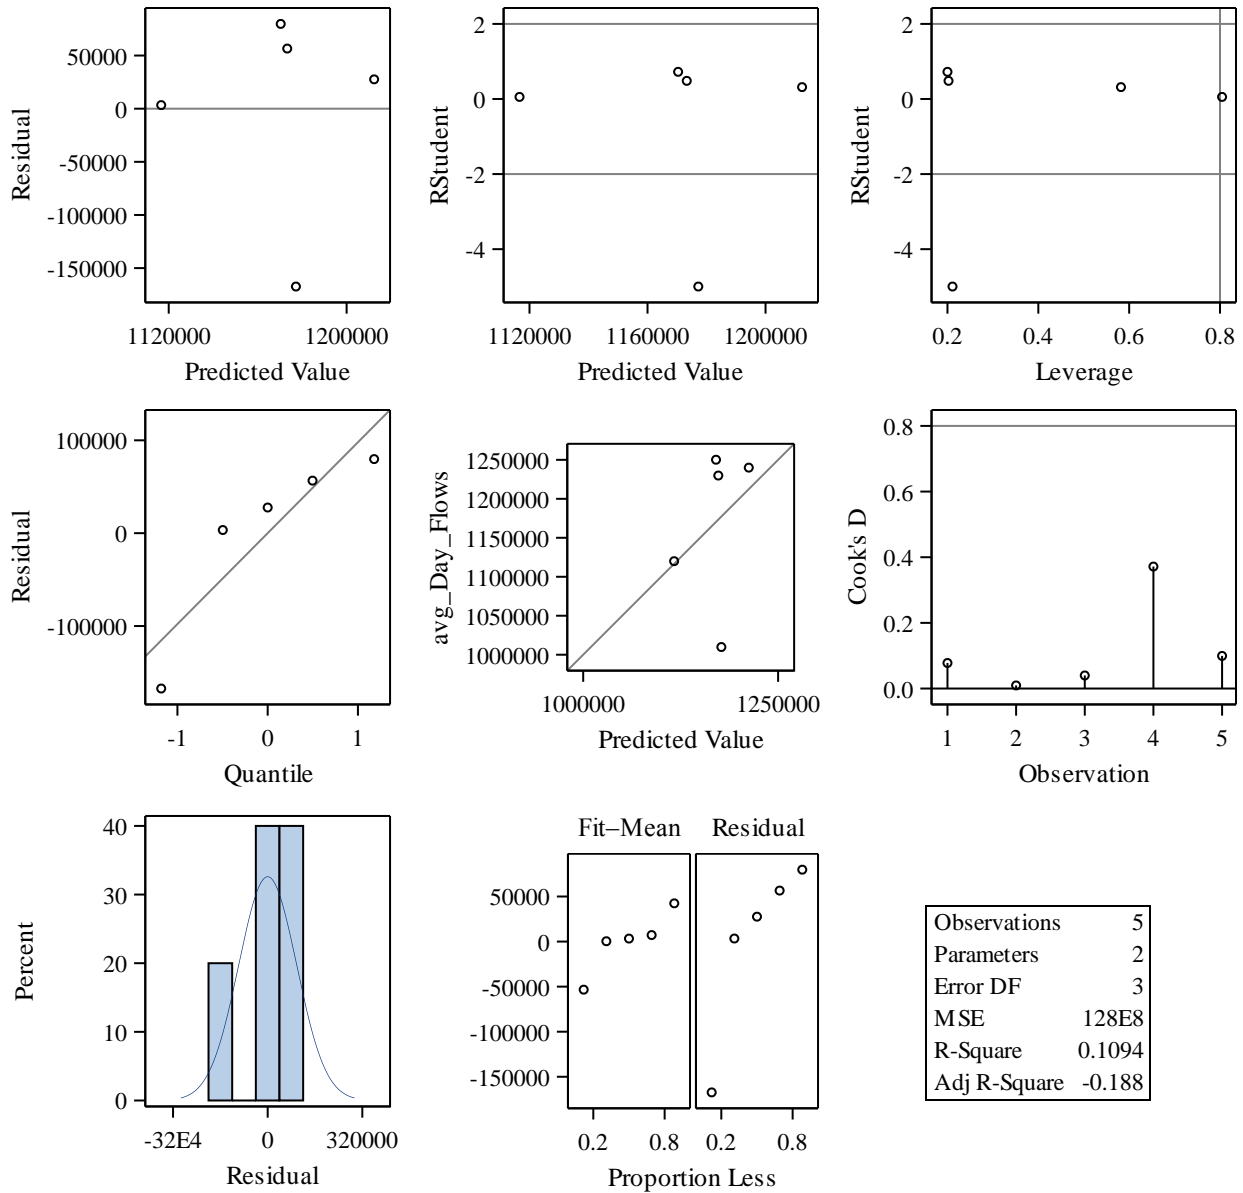 50000
0
-50000
-100000
-150000
Residual
1120000 1200000
Predicted Value
2
0
-2
-4
RStudent
1120000 1160000 1200000
Predicted Value
2
0
-2
-4
RStudent
0.2 0.4 0.6 0.8
Leverage
100000
0
-100000
Residual
-1 0 1
Quantile
1250000
1200000
1150000
1100000
1050000
1000000
avg_Day_Flows
1000000 1250000
Predicted Value
0.8
0.6
0.4
0.2
0.0
Cook's D
1 2 3 4 5
Observation
40
30
20
10
0
Percent
-32E4 0 320000
Residual
Fit–Mean Residual
50000
0
-50000
-100000
-150000
0.2 0.8 0.2 0.8
Proportion Less
Observations 5
Parameters 2
Error DF 3
MSE 128E8
R-Square 0.1094
Adj R-Square -0.188